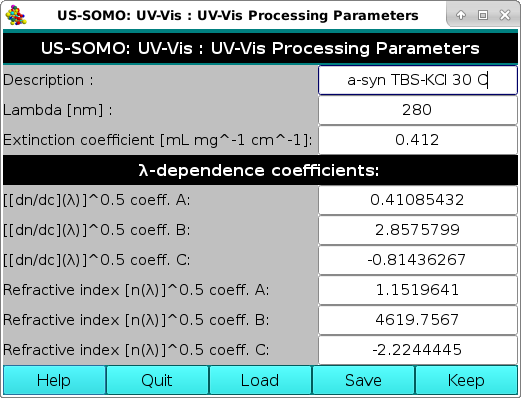 US-SOMO: UV-Vis : UV-Vis Processing Parameters
US-SOMO: UV-Vis : UV-Vis Processing Parameters
Description : a-syn TBS-KCl 30 C
Lambda [nm] : 280
Extinction coefficient [mL mg^-1 cm^-1]: 0.412
λ-dependence coefficients:
[[dn/dc](λ)]^0.5 coeff. A: 0.41085432
[[dn/dc](λ)]^0.5 coeff. B: 2.8575799
[[dn/dc](λ)]^0.5 coeff. C: -0.81436267
Refractive index [n(λ)]^0.5 coeff. A: 1.1519641
Refractive index [n(λ)]^0.5 coeff. B: 4619.7567
Refractive index [n(λ)]^0.5 coeff. C: -2.2244445
Help Quit Load Save Keep